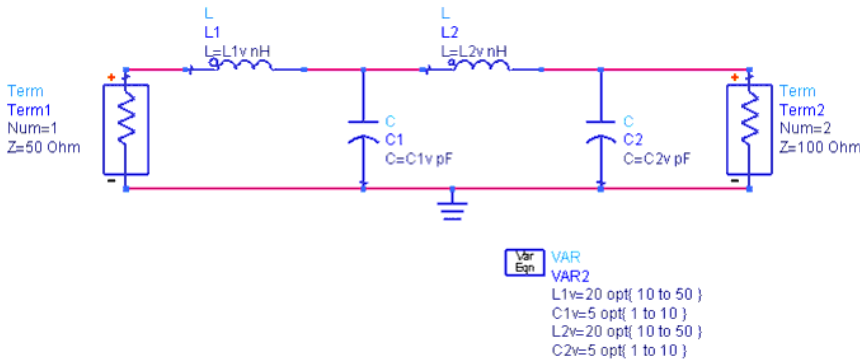 L
L1
L=L1v nH
L
L2
L=L2v nH
+
Term
Term1
Num=1
Z=50 Ohm
-
C
C1
C=C1v pF
C
C2
C=C2v pF
+
Term
Term2
Num=2
Z=100 Ohm
-
Var
Eqn
VAR
VAR2
L1v=20 opt{ 10 to 50 }
C1v=5 opt{ 1 to 10 }
L2v=20 opt{ 10 to 50 }
C2v=5 opt{ 1 to 10 }